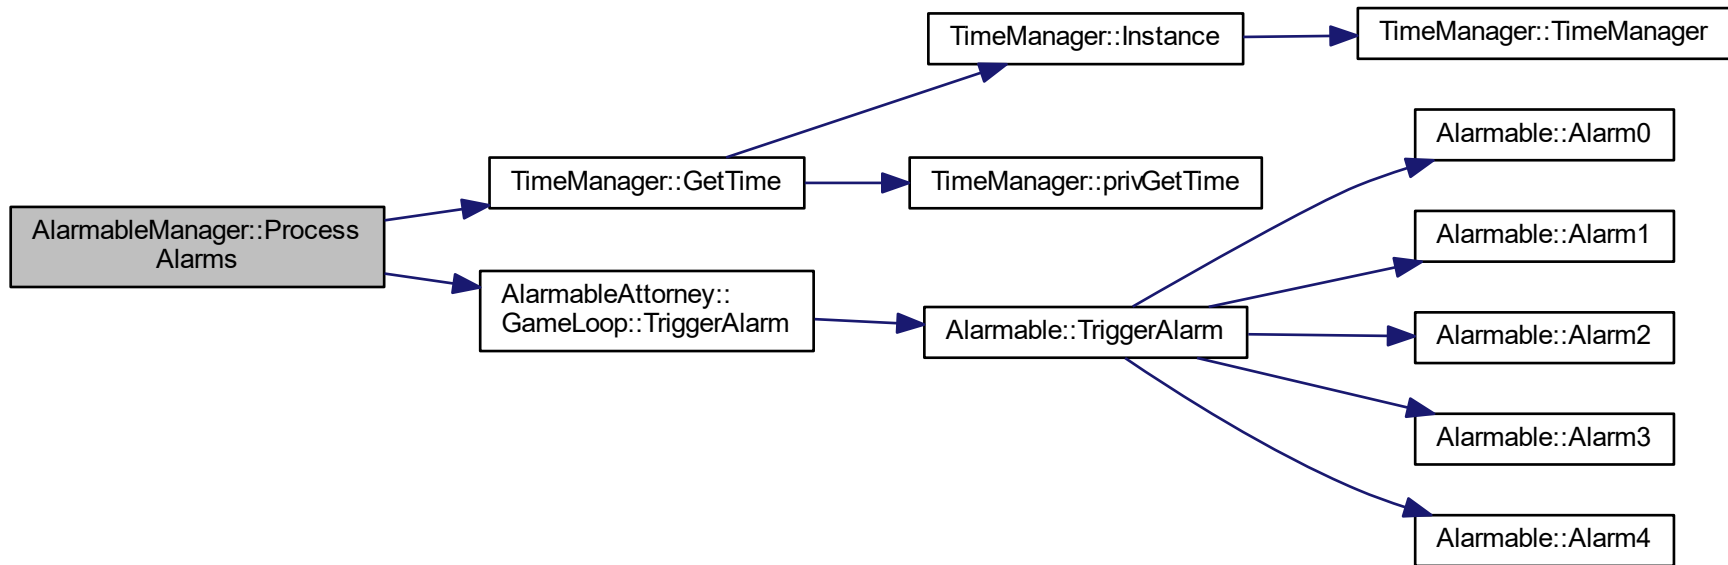 AlarmableManager::Process
Alarms
TimeManager::GetTime
AlarmableAttorney::
GameLoop::TriggerAlarm
TimeManager::Instance
TimeManager::privGetTime
Alarmable::TriggerAlarm
TimeManager::TimeManager
Alarmable::Alarm0
Alarmable::Alarm1
Alarmable::Alarm2
Alarmable::Alarm3
Alarmable::Alarm4